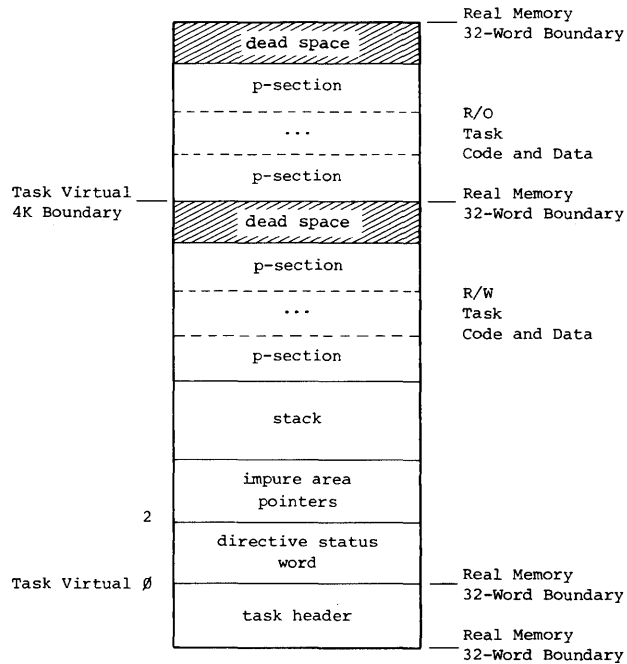 Real Memory
32-Word Boundary
dead space
p-section
...
p-section
R/O
Task
Code and Data
Task Virtual
4K Boundary
Real Memory
32-Word Boundary
dead space
p-section
...
p-section
R/W
Task
Code and Data
stack
impure area
pointers
2
directive status
word
Task Virtual Ø
Real Memory
32-Word Boundary
task header
Real Memory
32-Word Boundary